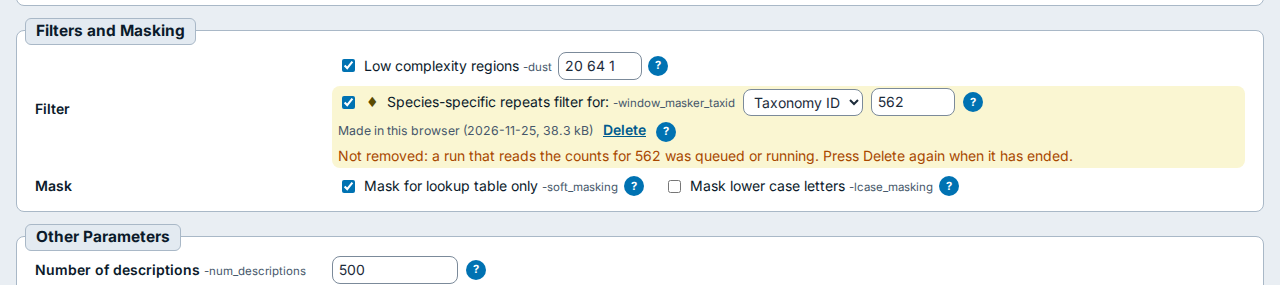 Filters and Masking
Low complexity regions -dust 20 64 1 ?
Filter
♦ Species-specific repeats filter for: -window_masker_taxid Taxonomy ID 562 ?
Made in this browser (2026-11-25, 38.3 kB) Delete ?
Not removed: a run that reads the counts for 562 was queued or running. Press Delete again when it has ended.
Mask Mask for lookup table only -soft_masking ? Mask lower case letters -lcase_masking ?
Other Parameters
Number of descriptions -num_descriptions 500 ?